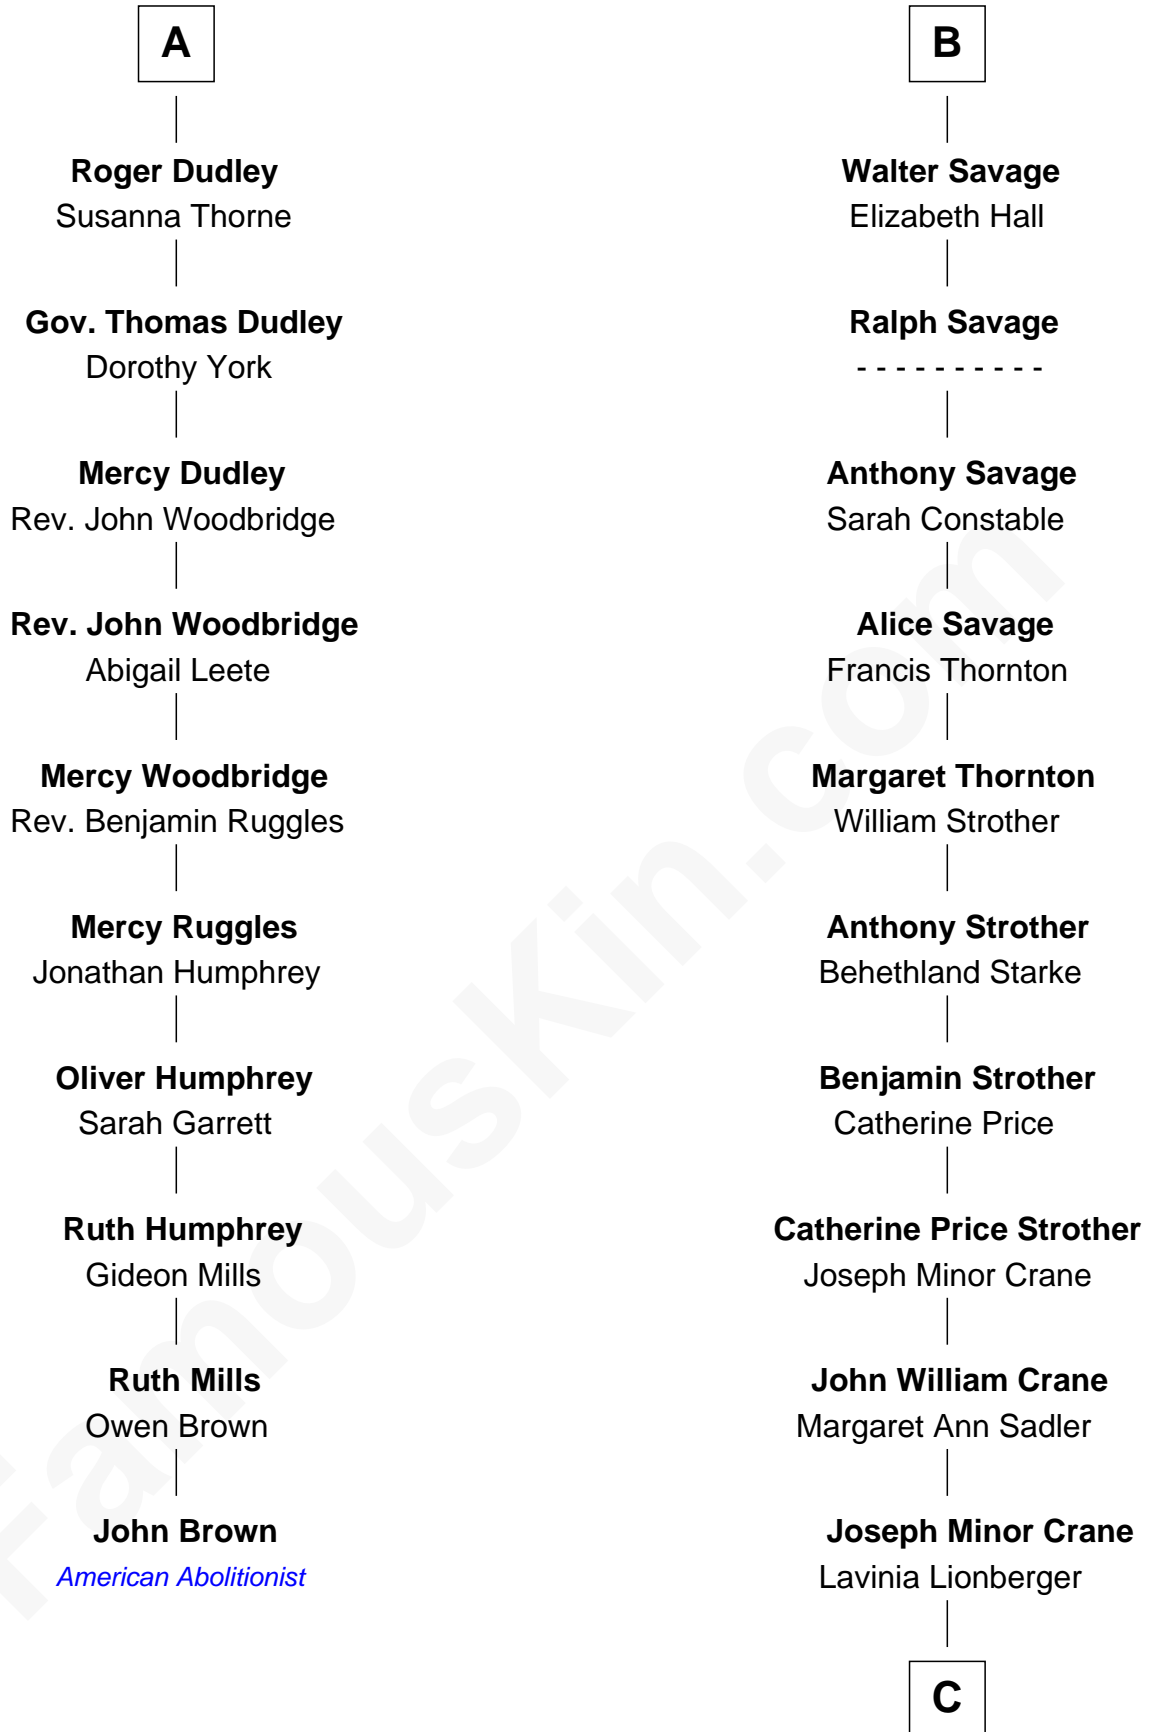 A
Roger Dudley
Susanna Thorne
Gov. Thomas Dudley
Dorothy York
Mercy Dudley
Rev. John Woodbridge
Rev. John Woodbridge
Abigail Leete
Mercy Woodbridge
Rev. Benjamin Ruggles
Mercy Ruggles
Jonathan Humphrey
Oliver Humphrey
Sarah Garrett
Ruth Humphrey
Gideon Mills
Ruth Mills
Owen Brown
John Brown
American Abolitionist
B
Walter Savage
Elizabeth Hall
Ralph Savage
- - - - - - - - - -
Anthony Savage
Sarah Constable
Alice Savage
Francis Thornton
Margaret Thornton
William Strother
Anthony Strother
Behethland Starke
Benjamin Strother
Catherine Price
Catherine Price Strother
Joseph Minor Crane
John William Crane
Margaret Ann Sadler
Joseph Minor Crane
Lavinia Lionberger
C
FamousKin.com